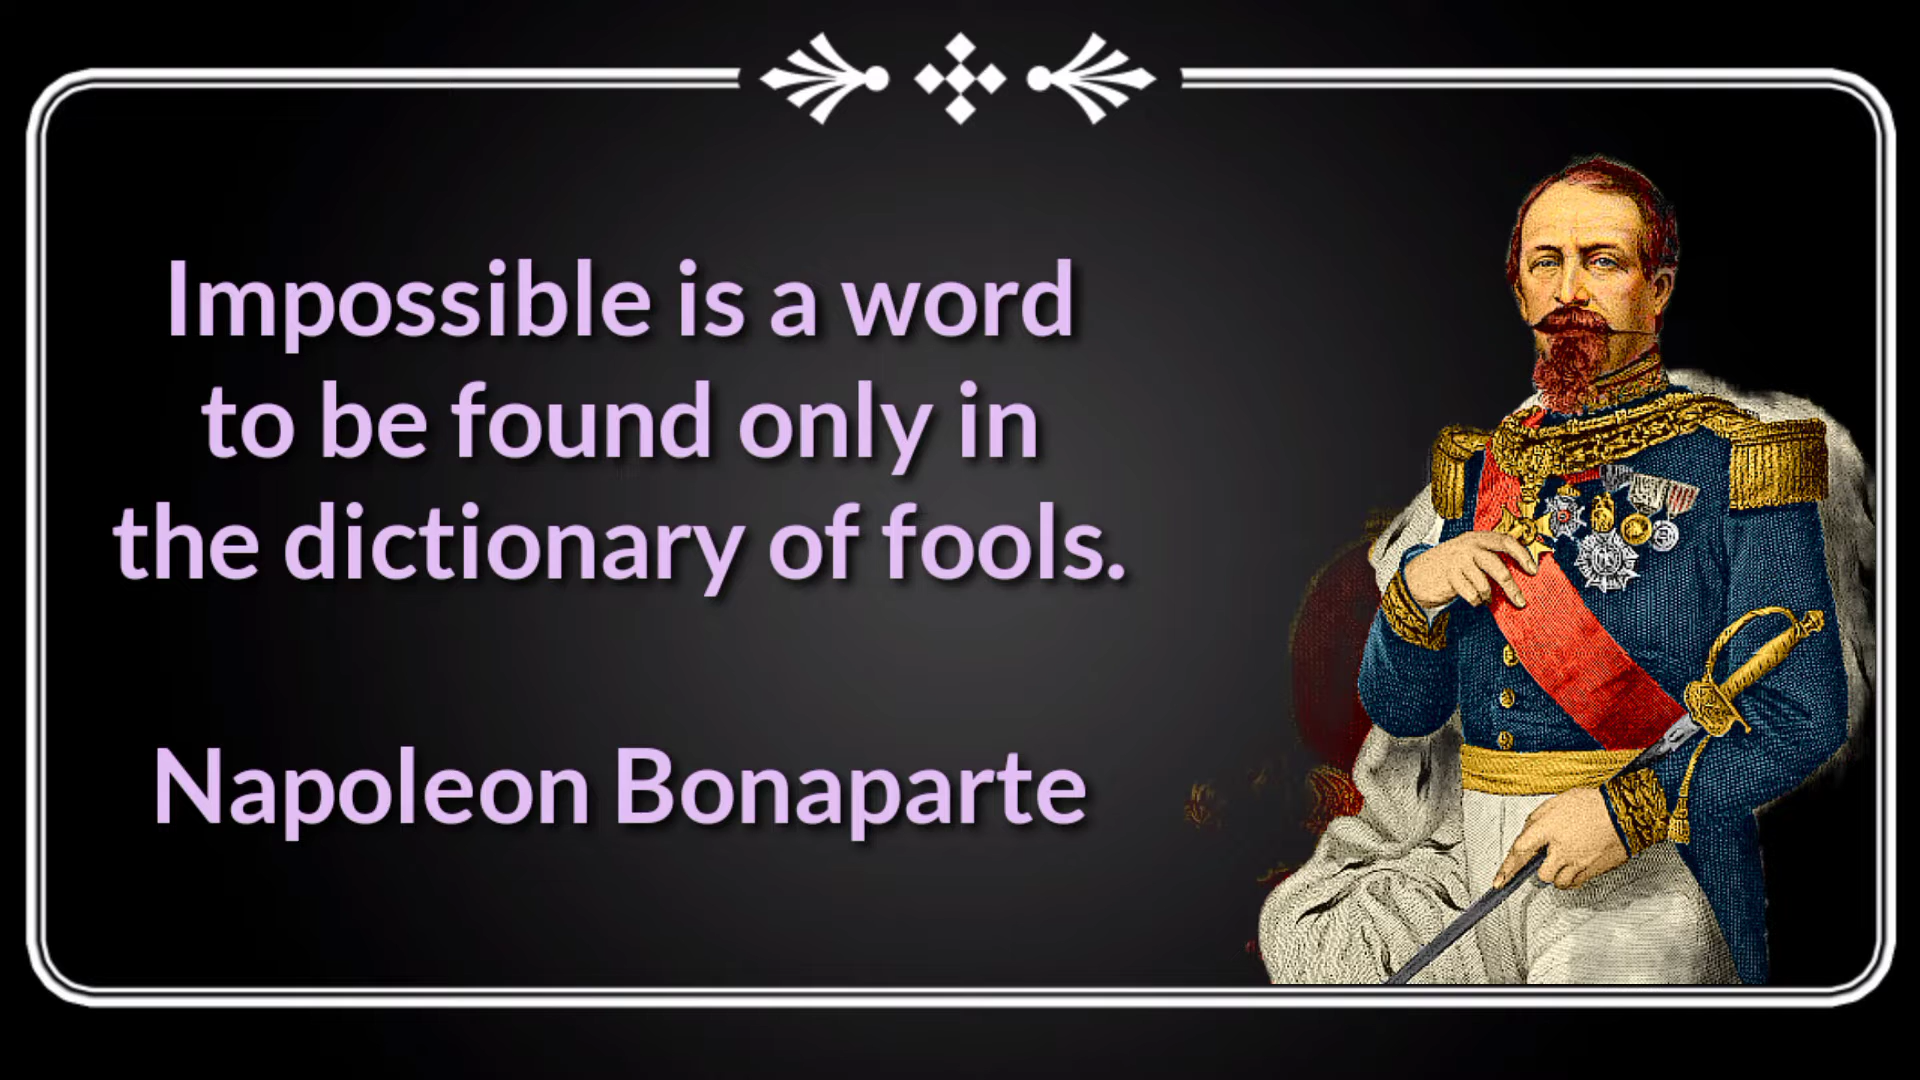 Impossible is a word
to be found only in
the dictionary of fools.
Napoleon Bonaparte